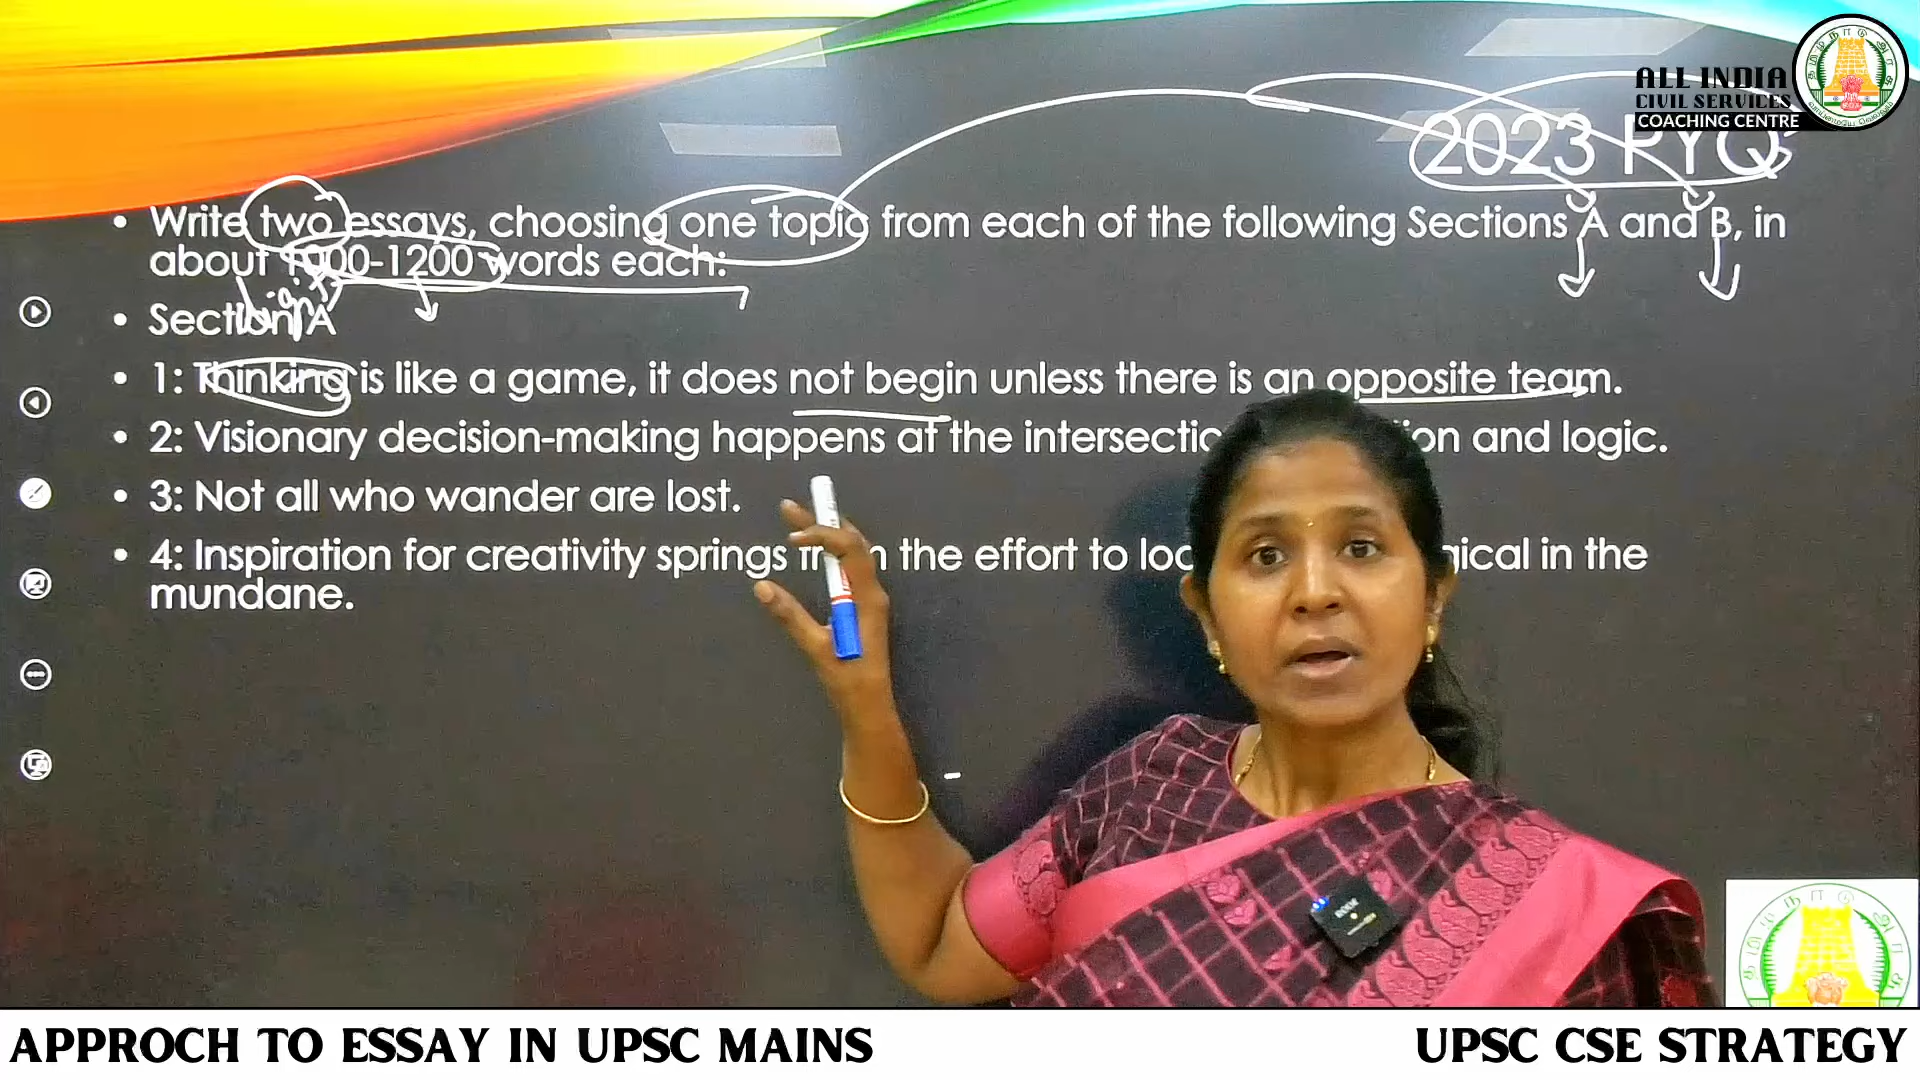 ALL INDIA
CIVIL SERVICES
COACHING CENTRE
2023 PYQ
• Write two essays, choosing one topic from each of the following Sections A and B, in
about 1000-1200 words each:
• Section A
• 1: Thinking is like a game, it does not begin unless there is an opposite team.
• 2: Visionary decision-making happens at the and logic.
• 3: Not all who wander are lost.
• 4: Inspiration for creativity springs the effort to in the
mundane.
APPROCH TO ESSAY IN UPSC MAINS
UPSC CSE STRATEGY